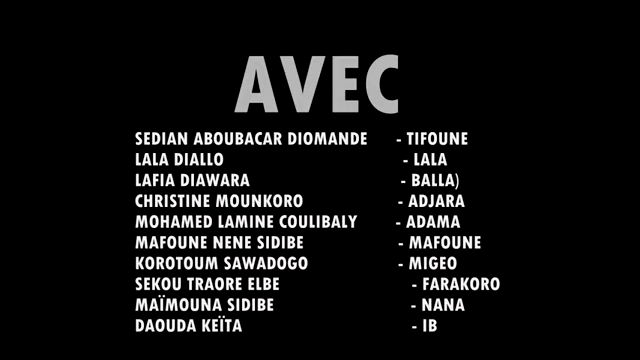 AVEC
SEDIAN ABOUBACAR DIOMANDE - TIFOUNE
LALA DIALLO - LALA
LAFIA DIAWARA - BALLA)
CHRISTINE MOUNKORO - ADJARA
MOHAMED LAMINE COULIBALY - ADAMA
MAFOUNE NENE SIDIBE - MAFOUNE
KOROTOUM SAWADOGO - MIGEO
SEKOU TRAORE ELBE - FARAKORO
MAÏMOUNA SIDIBE - NANA
DAOUDA KEÏTA - IB